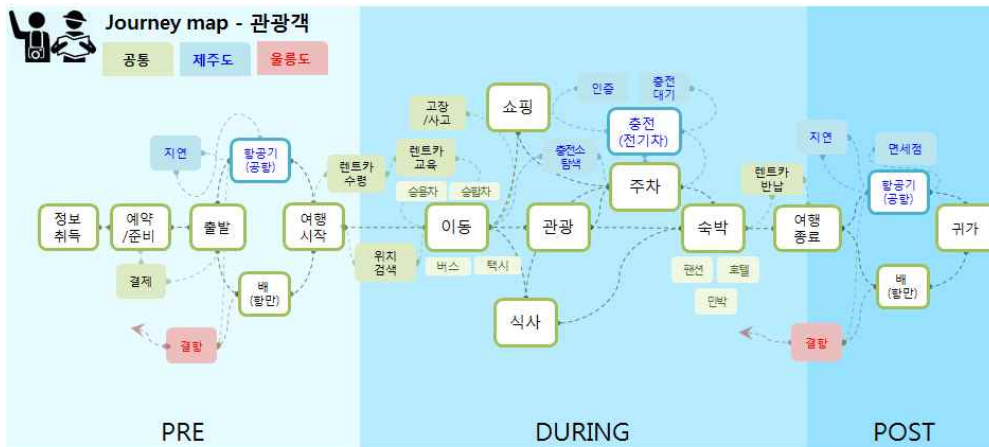 Journey map - 관광객
공통
제주도
울릉도
정보
취득
예약
/준비
결제
출발
지연
항공기
(공항)
배
(항만)
결항
여행
시작
렌트카
수령
위치
검색
고장
/사고
렌트카
교육
승용차
승합차
이동
버스
택시
쇼핑
관광
식사
인증
충전
대기
충전
(전기차)
충전소
탐색
주차
숙박
팬션
호텔
민박
렌트카
반납
여행
종료
지연
면세점
항공기
(공항)
배
(항만)
결항
귀가
PRE
DURING
POST